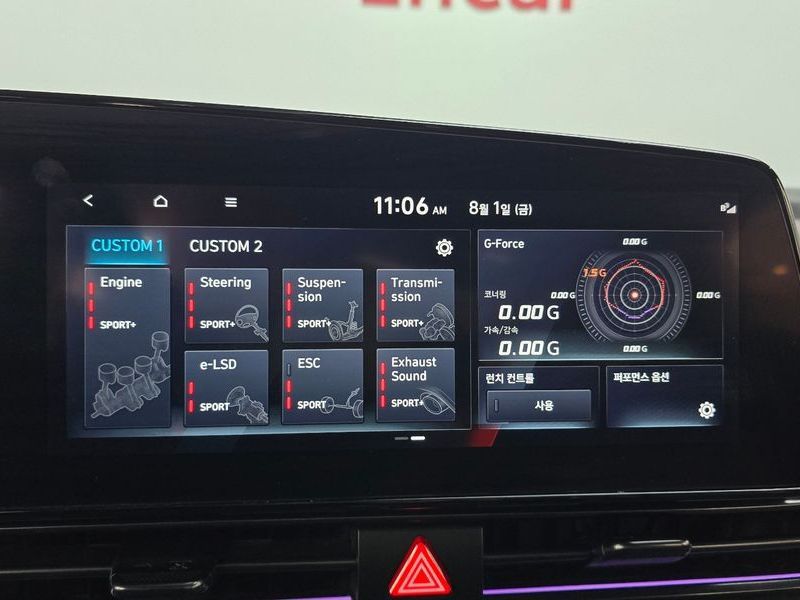 Encar
11:06 AM 8월 1일 (금)
CUSTOM 1 CUSTOM 2
Engine
SPORT+
Steering
SPORT+
Suspen-
sion
SPORT+
Transmi-
ssion
SPORT+
e-LSD
SPORT
ESC
SPORT
Exhaust
Sound
SPORT+
G-Force
0.00 G
1.5G
코너링
0.00 G
0.00 G
0.00 G
가속/감속
0.00 G
0.00 G
런치 컨트롤
사용
퍼포먼스 옵션